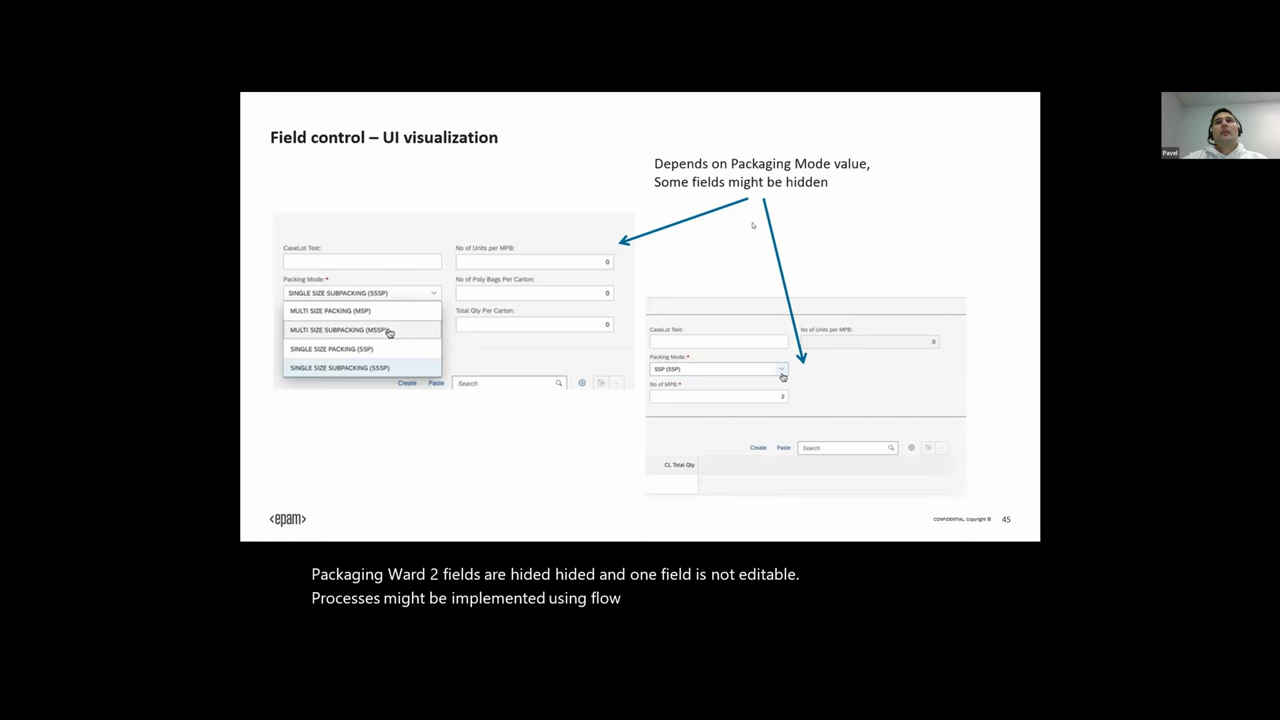 Field control – UI visualization
Depends on Packaging Mode value,
Some fields might be hidden
Pavel
CaseLot Text:
No of Units per MPB:
0
Packing Mode:*
No of Poly Bags Per Carton:
SINGLE SIZE SUBPACKING (SSSP)
0
MULTI SIZE PACKING (MSP)
Total Qty Per Carton:
MULTI SIZE SUBPACKING (MSSP)
0
SINGLE SIZE PACKING (SSP)
SINGLE SIZE SUBPACKING (SSSP)
Create Paste Search
CaseLot Text:
No of Units per MPB:
0
Packing Mode:*
SSP (SSP)
No of MPB:*
2
Create Paste Search
CL Total Qty
<epam>
CONFIDENTIAL. Copyright © 45
Packaging Ward 2 fields are hided hided and one field is not editable.
Processes might be implemented using flow